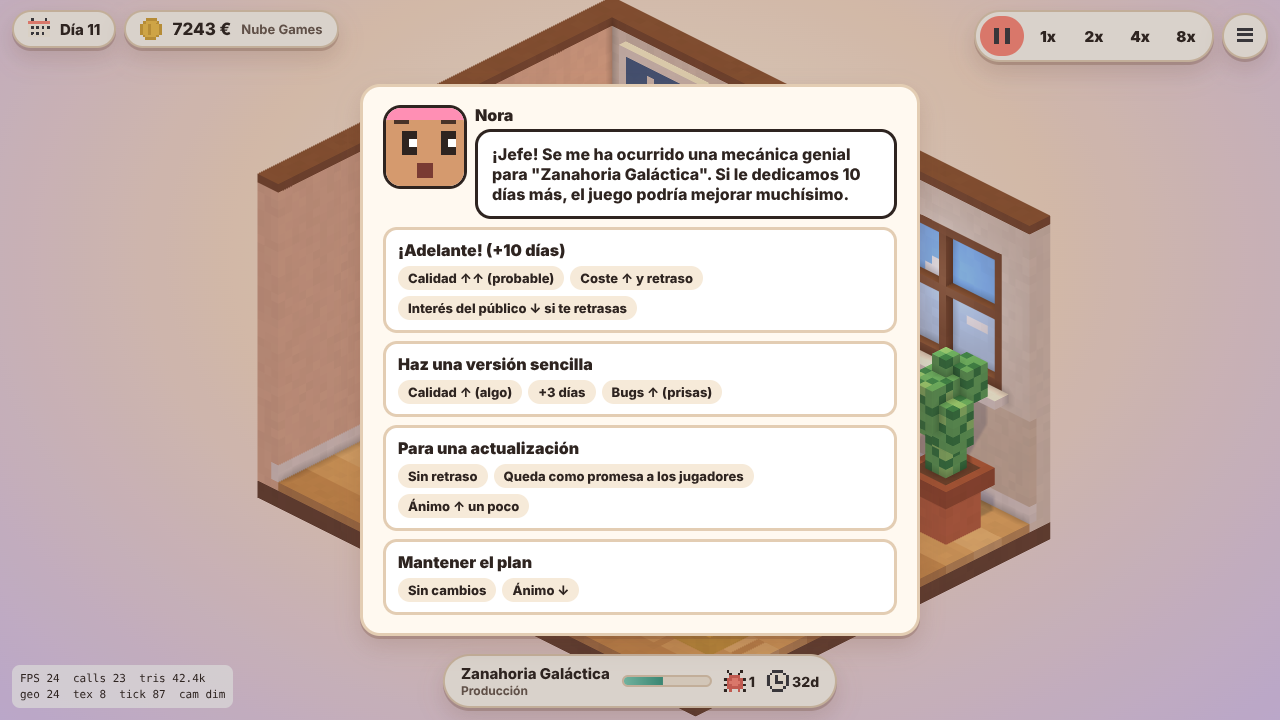 Día 11
7243 € Nube Games
1x 2x 4x 8x
Nora
¡Jefe! Se me ha ocurrido una mecánica genial
para "Zanahoria Galáctica". Si le dedicamos 10
días más, el juego podría mejorar muchísimo.
¡Adelante! (+10 días)
Calidad ↑↑ (probable) Coste ↑ y retraso
Interés del público ↓ si te retrasas
Haz una versión sencilla
Calidad ↑ (algo) +3 días Bugs ↑ (prisas)
Para una actualización
Sin retraso Queda como promesa a los jugadores
Ánimo ↑ un poco
Mantener el plan
Sin cambios Ánimo ↓
Zanahoria Galáctica
Producción
1 32d
FPS 24 calls 23 tris 42.4k
geo 24 tex 8 tick 87 cam dim